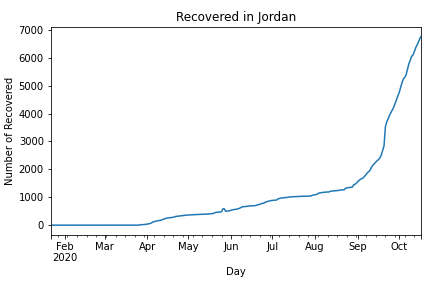 Recovered in Jordan
Number of Recovered
7000
6000
5000
4000
3000
2000
1000
0
Feb Mar Apr May Jun Jul Aug Sep Oct
2020
Day